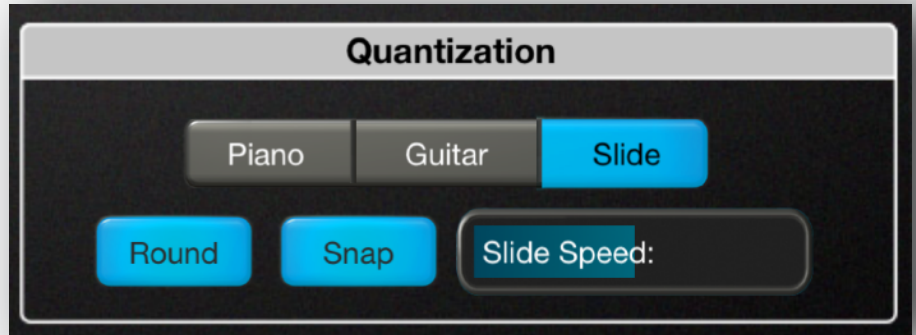 Quantization
Piano Guitar Slide
Round Snap Slide Speed: